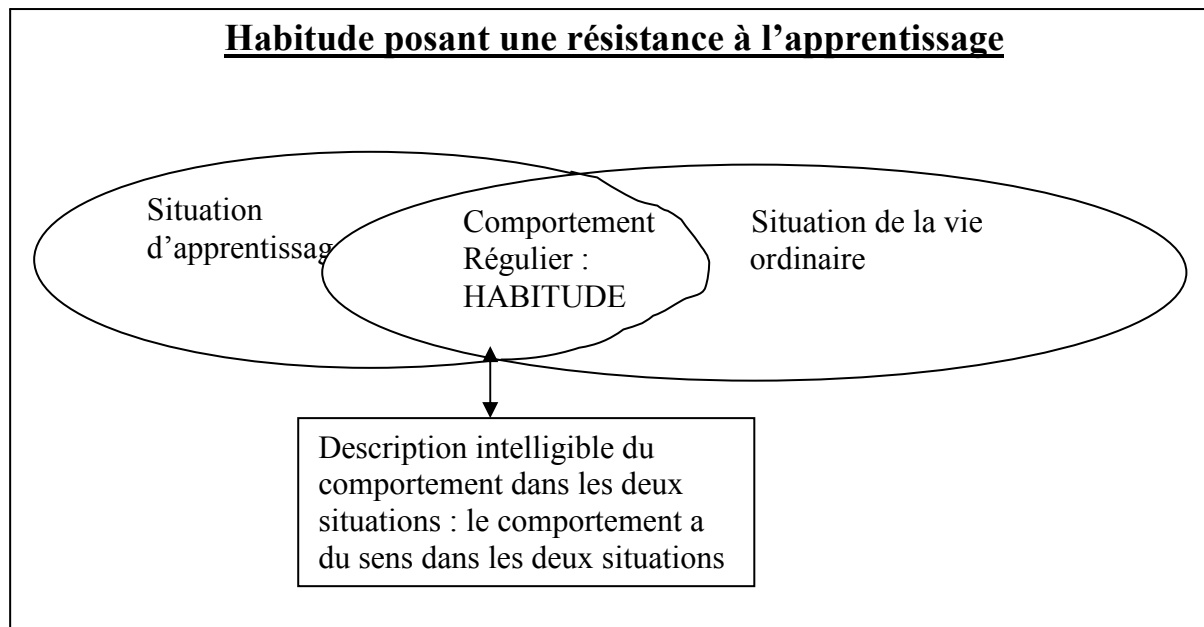 Habitude posant une résistance à l’apprentissage
Situation
d’apprentissag
Comportement
Régulier :
HABITUDE
Situation de la vie
ordinaire
Description intelligible du
comportement dans les deux
situations : le comportement a
du sens dans les deux situations